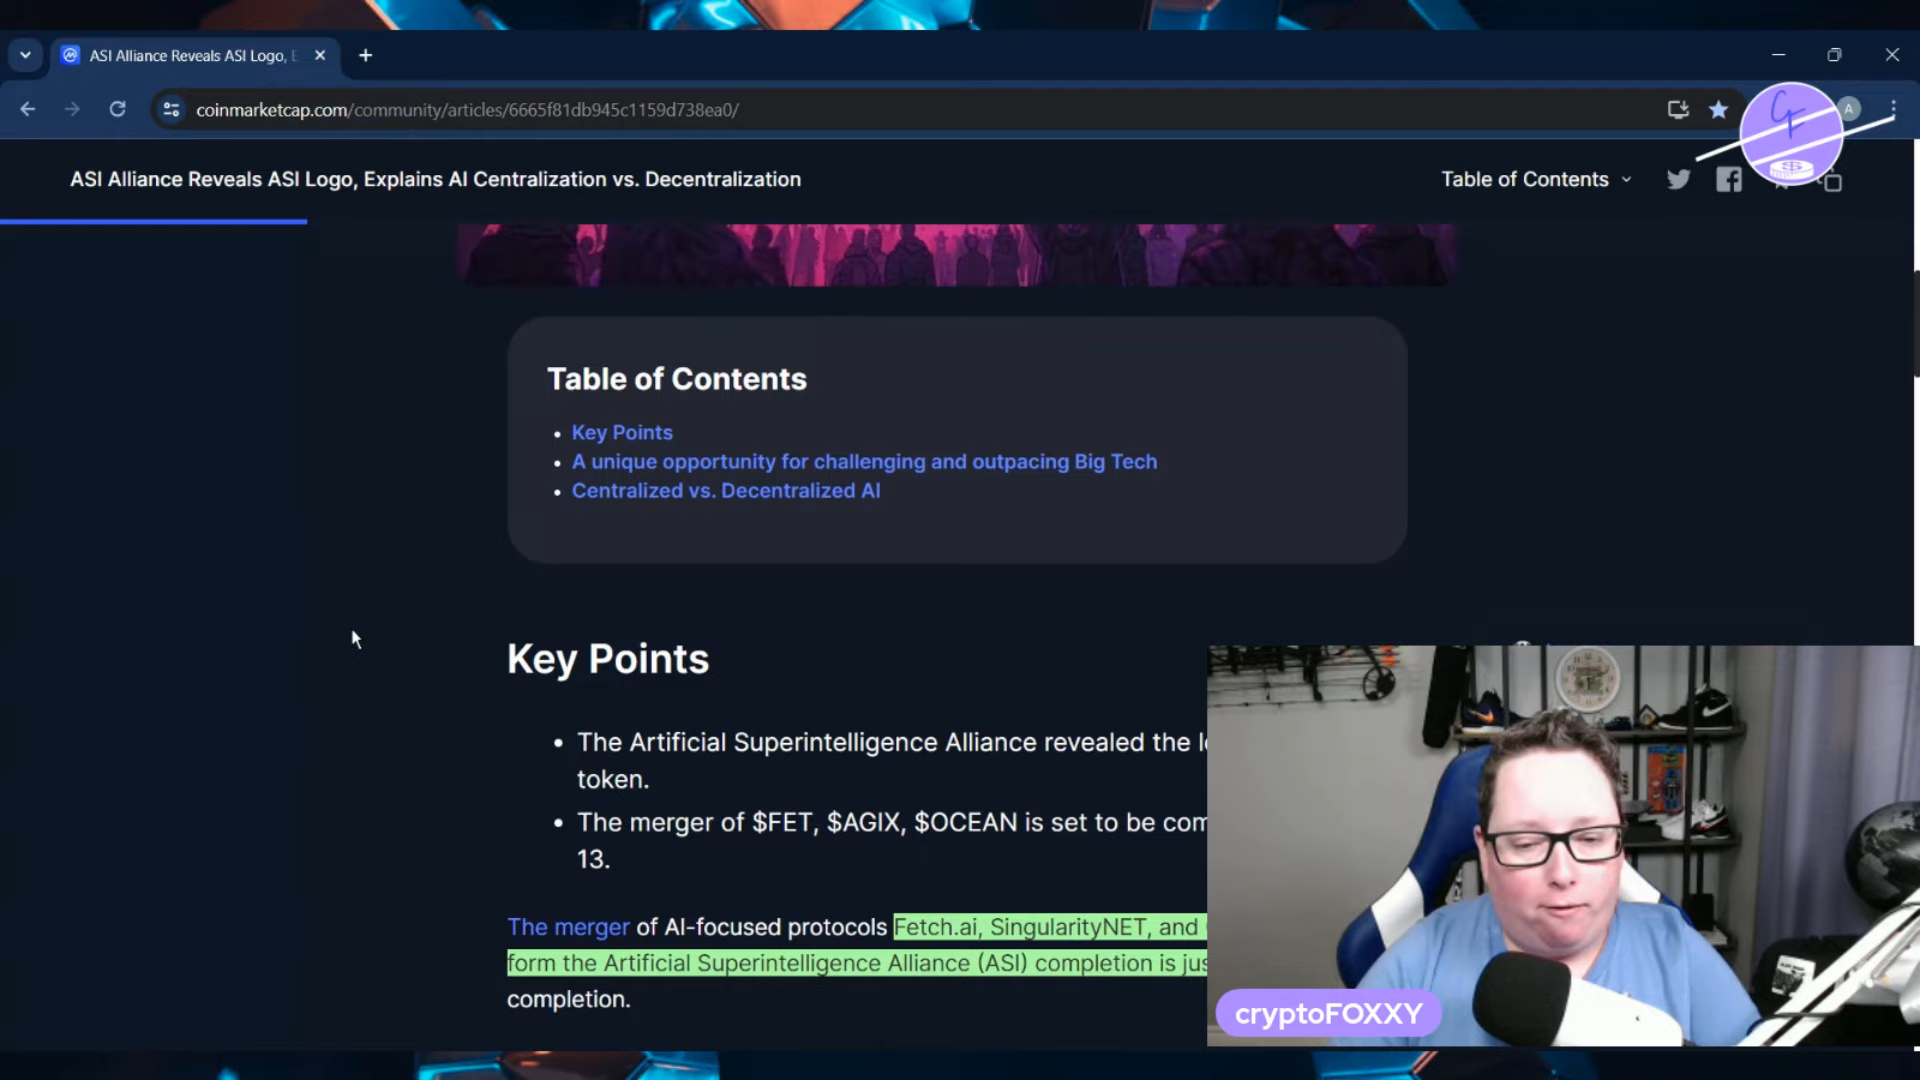 ASI Alliance Reveals ASI Logo, E
coinmarketcap.com/community/articles/6665f81db945c1159d738ea0/
A
ASI Alliance Reveals ASI Logo, Explains AI Centralization vs. Decentralization
Table of Contents
Table of Contents
• Key Points
• A unique opportunity for challenging and outpacing Big Tech
• Centralized vs. Decentralized AI
Key Points
• The Artificial Superintelligence Alliance revealed the
token.
• The merger of $FET, $AGIX, $OCEAN is set to be com
13.
The merger of AI-focused protocols Fetch.ai, SingularityNET, and
form the Artificial Superintelligence Alliance (ASI) completion is jus
completion.
cryptoFOXXY